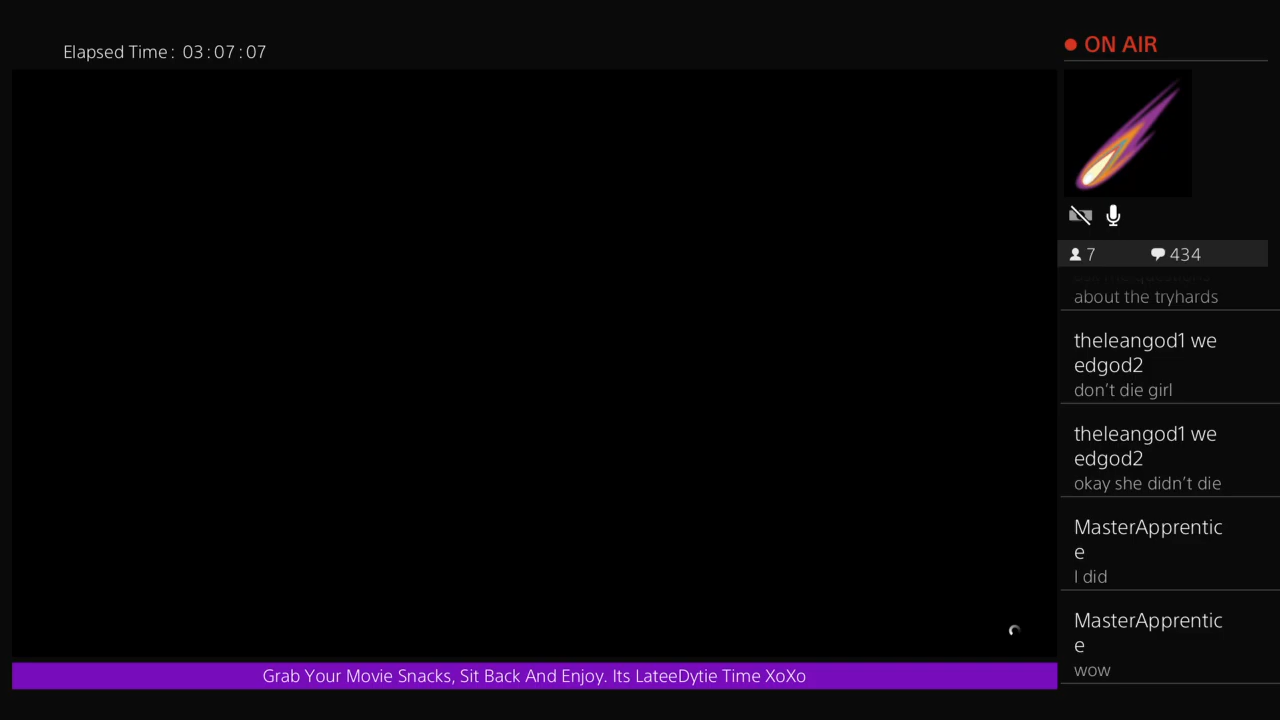 Elapsed Time: 03:07:07
ON AIR
7 434
about the tryhards
theleangod1 we
edgod2
don't die girl
theleangod1 we
edgod2
okay she didn't die
MasterApprentic
e
I did
MasterApprentic
e
wow
Grab Your Movie Snacks, Sit Back And Enjoy. Its LateeDytie Time XoXo